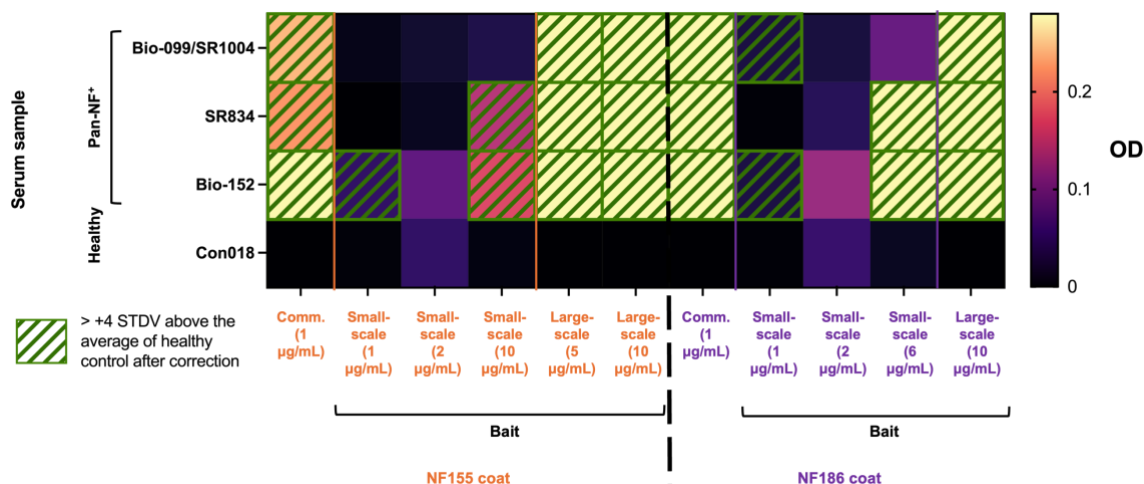 Serum sample
Pan-NF+
Healthy
Bio-099/SR1004
SR834
Bio-152
Con018
0.2
0.1
0
OD
> +4 STDV above the
average of healthy
control after correction
Comm.
(1
µg/mL)
Small-
scale
(1
µg/mL)
Small-
scale
(2
µg/mL)
Small-
scale
(10
µg/mL)
Large-
scale
(5
µg/mL)
Large-
scale
(10
µg/mL)
Comm.
(1
µg/mL)
Small-
scale
(1
µg/mL)
Small-
scale
(2
µg/mL)
Small-
scale
(6
µg/mL)
Large-
scale
(10
µg/mL)
Bait
Bait
NF155 coat
NF186 coat